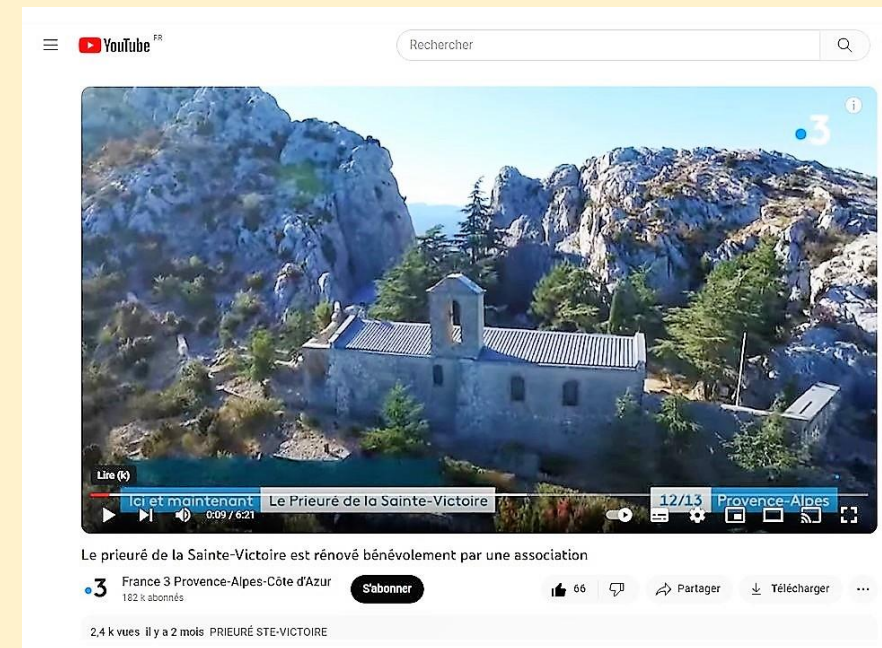 YouTube FR
Rechercher
3
Lire (k)
Ici et maintenant Le Prieuré de la Sainte-Victoire 12/13 Provence-Alpes
0:09 / 6:21
Le prieuré de la Sainte-Victoire est rénové bénévolement par une association
3 France 3 Provence-Alpes-Côte d'Azur S'abonner 66 Partager Télécharger ...
182 k abonnés
2,4 k vues il y a 2 mois PRIEURÉ STE-VICTOIRE